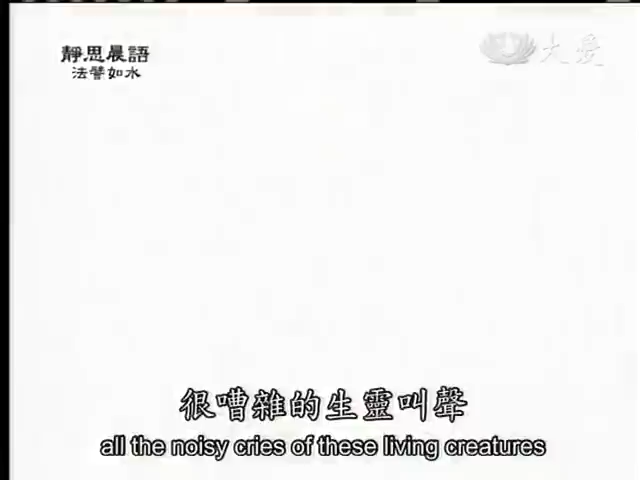 靜思晨語
法譬如水
大愛
很嘈雜的生靈叫聲
all the noisy cries of these living creatures